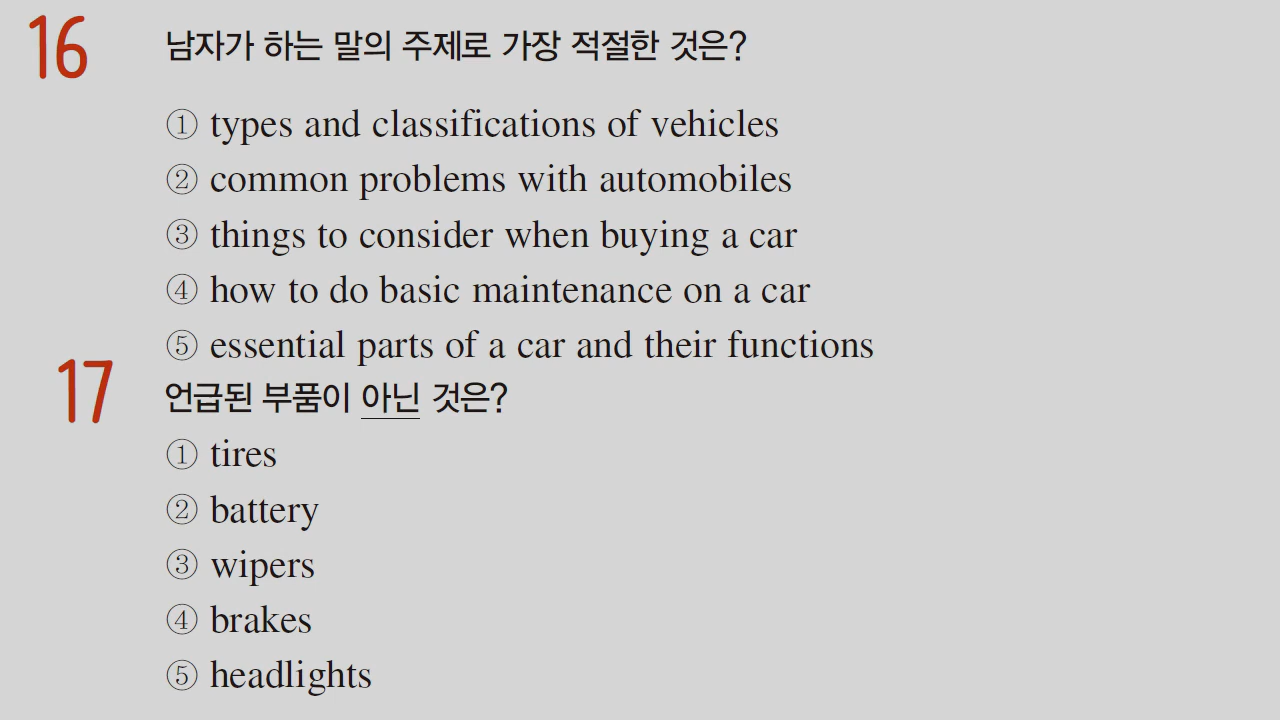 16 남자가 하는 말의 주제로 가장 적절한 것은?
① types and classifications of vehicles
② common problems with automobiles
③ things to consider when buying a car
④ how to do basic maintenance on a car
⑤ essential parts of a car and their functions
17 언급된 부품이 아닌 것은?
① tires
② battery
③ wipers
④ brakes
⑤ headlights